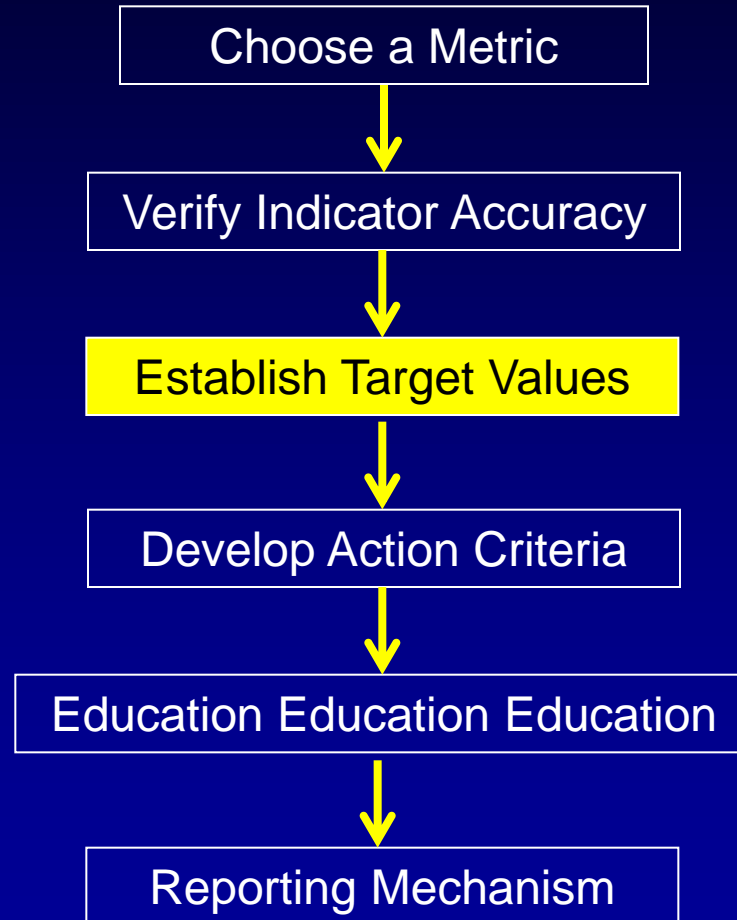 Choose a Metric
Verify Indicator Accuracy
Establish Target Values
Develop Action Criteria
Education Education Education
Reporting Mechanism